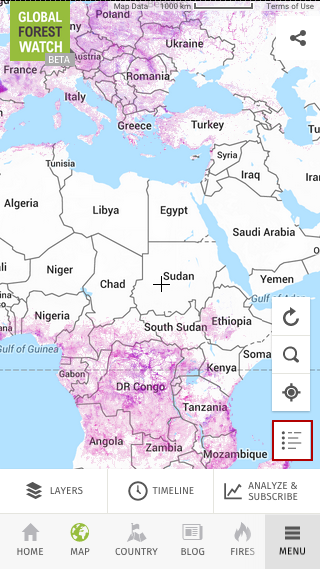 Map Data 1000 km Terms of Use
GLOBAL
FOREST
WATCH
BETA
Poland
Ukraine
France
Austria
Romania
Italy
Greece
Turkey
Tunisia
Syria
Iraq
Algeria
Libya
Egypt
Saudi Arabia
Niger
Chad
Sudan
Yemen
Gulf of Aden
Nigeria
Ethiopia
South Sudan
Gulf of Guinea
Kenya
Soma
Gabon
DR Congo
Tanzania
Angola
Zambia
Mozambique
LAYERS
TIMELINE
ANALYZE &
SUBSCRIBE
HOME
MAP
COUNTRY
BLOG
FIRES
MENU